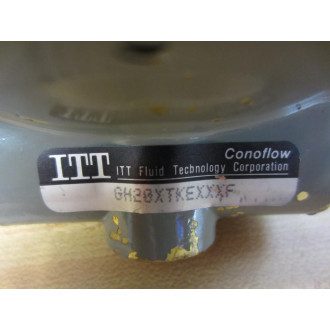 Conoflow
ITT ITT Fluid Technology Corporation
GH20XTKEXXXF